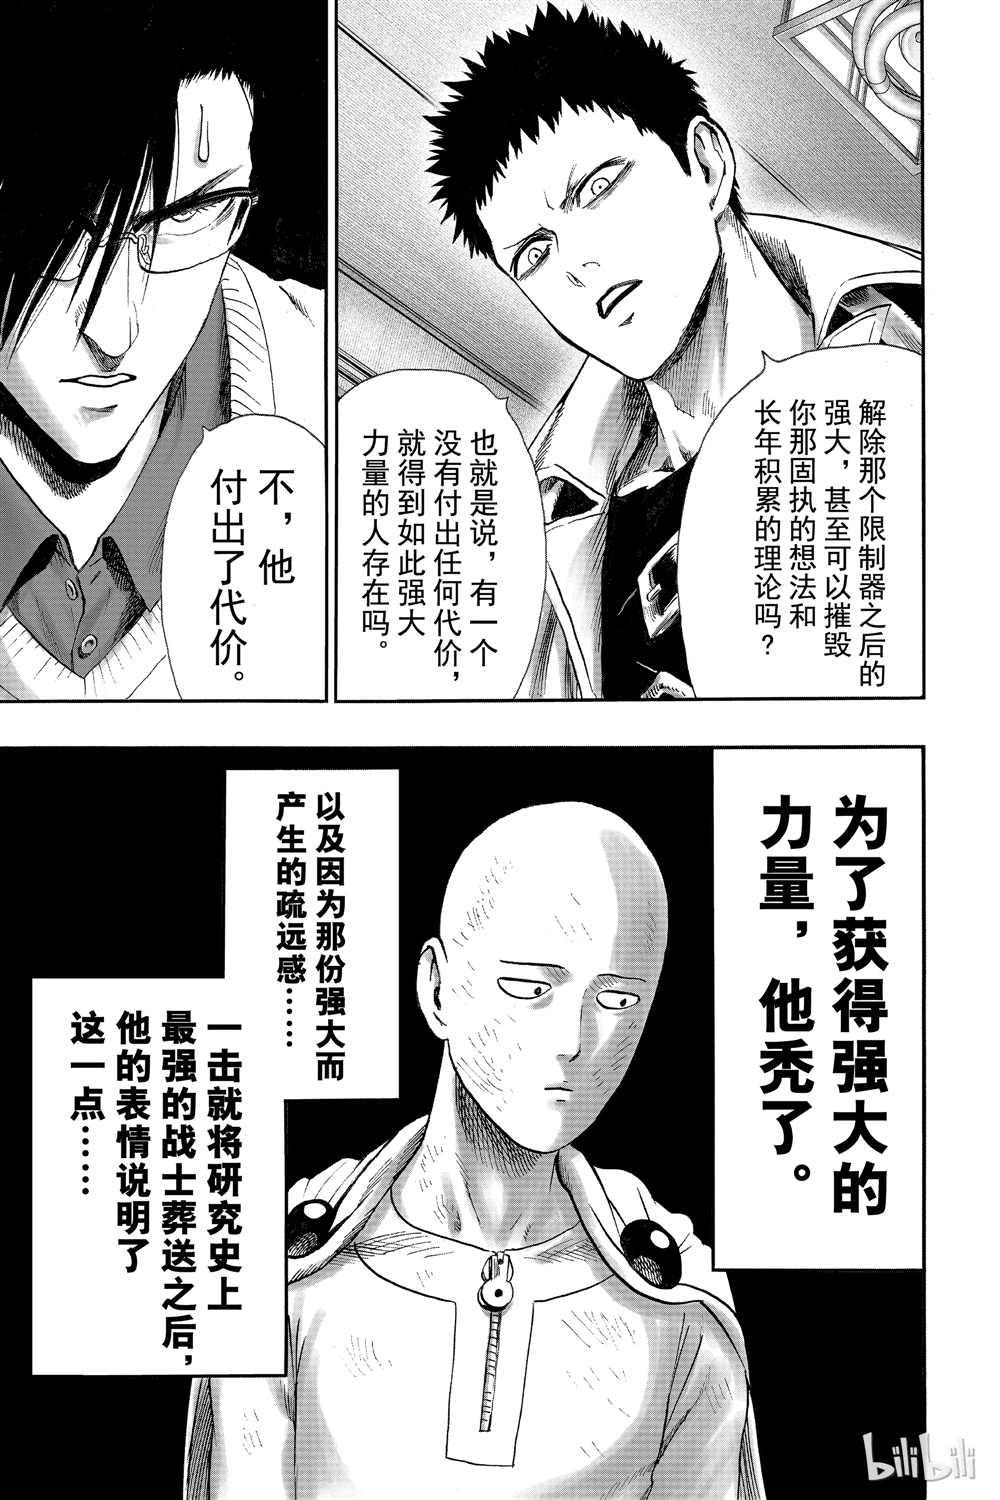 解除那个限制器之后的
强大，甚至可以摧毁
你那固执的想法和
长年积累的理论吗？
也就是说，有一个
没有付出任何代价，
就得到如此强大
力量的人存在吗。
不，他
付出了代价。
为了获得强大的
力量，他秃了。
以及因为那份强大而
产生的疏远感……
一击就将研究史上
最强的战士葬送之后，
他的表情说明了
这一点……
bilibili